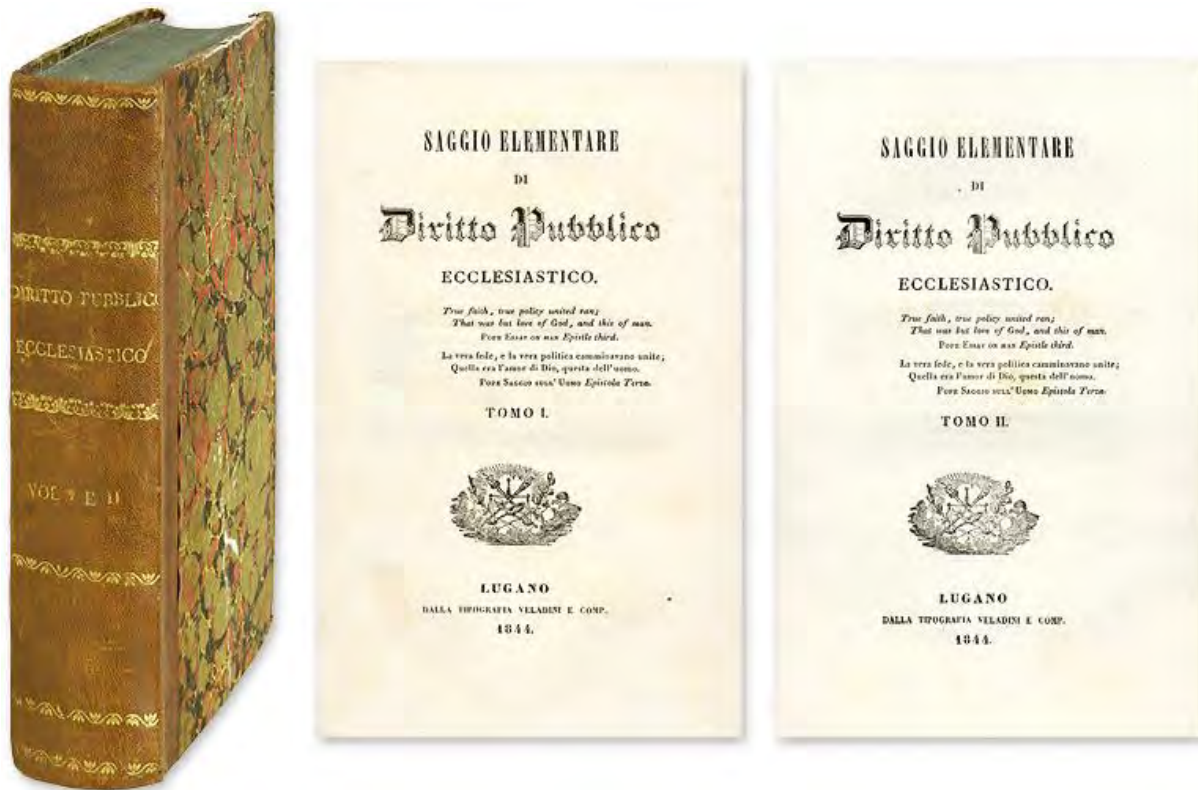 DIRITTO PUBBLICO
ECCLESIASTICO
VOL I E II
SAGGIO ELEMENTARE
DI
Diritto Pubblico
ECCLESIASTICO.
True faith, true policy united ran;
That was but love of God, and this of man.
POPE ESSAY ON MAN Epistle third.
La vera fede, e la vera politica camminavano unite;
Quella era l'amor di Dio, questa dell'uomo.
POPE SAGGIO SULL' UOMO Epistola Terza.
TOMO I.
LUGANO
DALLA TIPOGRAFIA VELADINI E COMP.
1844.
SAGGIO ELEMENTARE
DI
Diritto Pubblico
ECCLESIASTICO.
True faith, true policy united ran;
That was but love of God, and this of man.
POPE ESSAY ON MAN Epistle third.
La vera fede, e la vera politica camminavano unite;
Quella era l'amor di Dio, questa dell'uomo.
POPE SAGGIO SULL' UOMO Epistola Terza.
TOMO II.
LUGANO
DALLA TIPOGRAFIA VELADINI E COMP.
1844.